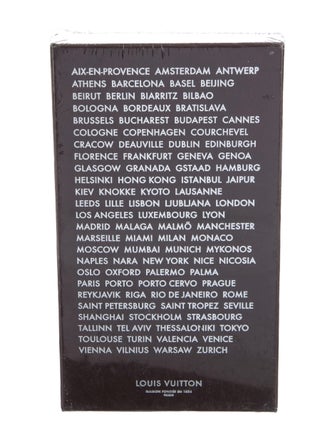 AIX-EN-PROVENCE AMSTERDAM ANTWERP
ATHENS BARCELONA BASEL BEIJING
BEIRUT BERLIN BIARRITZ BILBAO
BOLOGNA BORDEAUX BRATISLAVA
BRUSSELS BUCHAREST BUDAPEST CANNES
COLOGNE COPENHAGEN COURCHEVEL
CRACOW DEAUVILLE DUBLIN EDINBURGH
FLORENCE FRANKFURT GENEVA GENOA
GLASGOW GRANADA GSTAAD HAMBURG
HELSINKI HONG KONG ISTANBUL JAIPUR
KIEV KNOKKE KYOTO LAUSANNE
LEEDS LILLE LISBON LJUBLJANA LONDON
LOS ANGELES LUXEMBOURG LYON
MADRID MALAGA MALMÖ MANCHESTER
MARSEILLE MIAMI MILAN MONACO
MOSCOW MUMBAI MUNICH MYKONOS
NAPLES NARA NEW YORK NICE NICOSIA
OSLO OXFORD PALERMO PALMA
PARIS PORTO PORTO CERVO PRAGUE
REYKJAVIK RIGA RIO DE JANEIRO ROME
SAINT PETERSBURG SAINT TROPEZ SEVILLE
SHANGHAI STOCKHOLM STRASBOURG
TALLINN TEL AVIV THESSALONIKI TOKYO
TOULOUSE TURIN VALENCIA VENICE
VIENNA VILNIUS WARSAW ZURICH
LOUIS VUITTON
MAISON FONDÉE EN 1854
PARIS